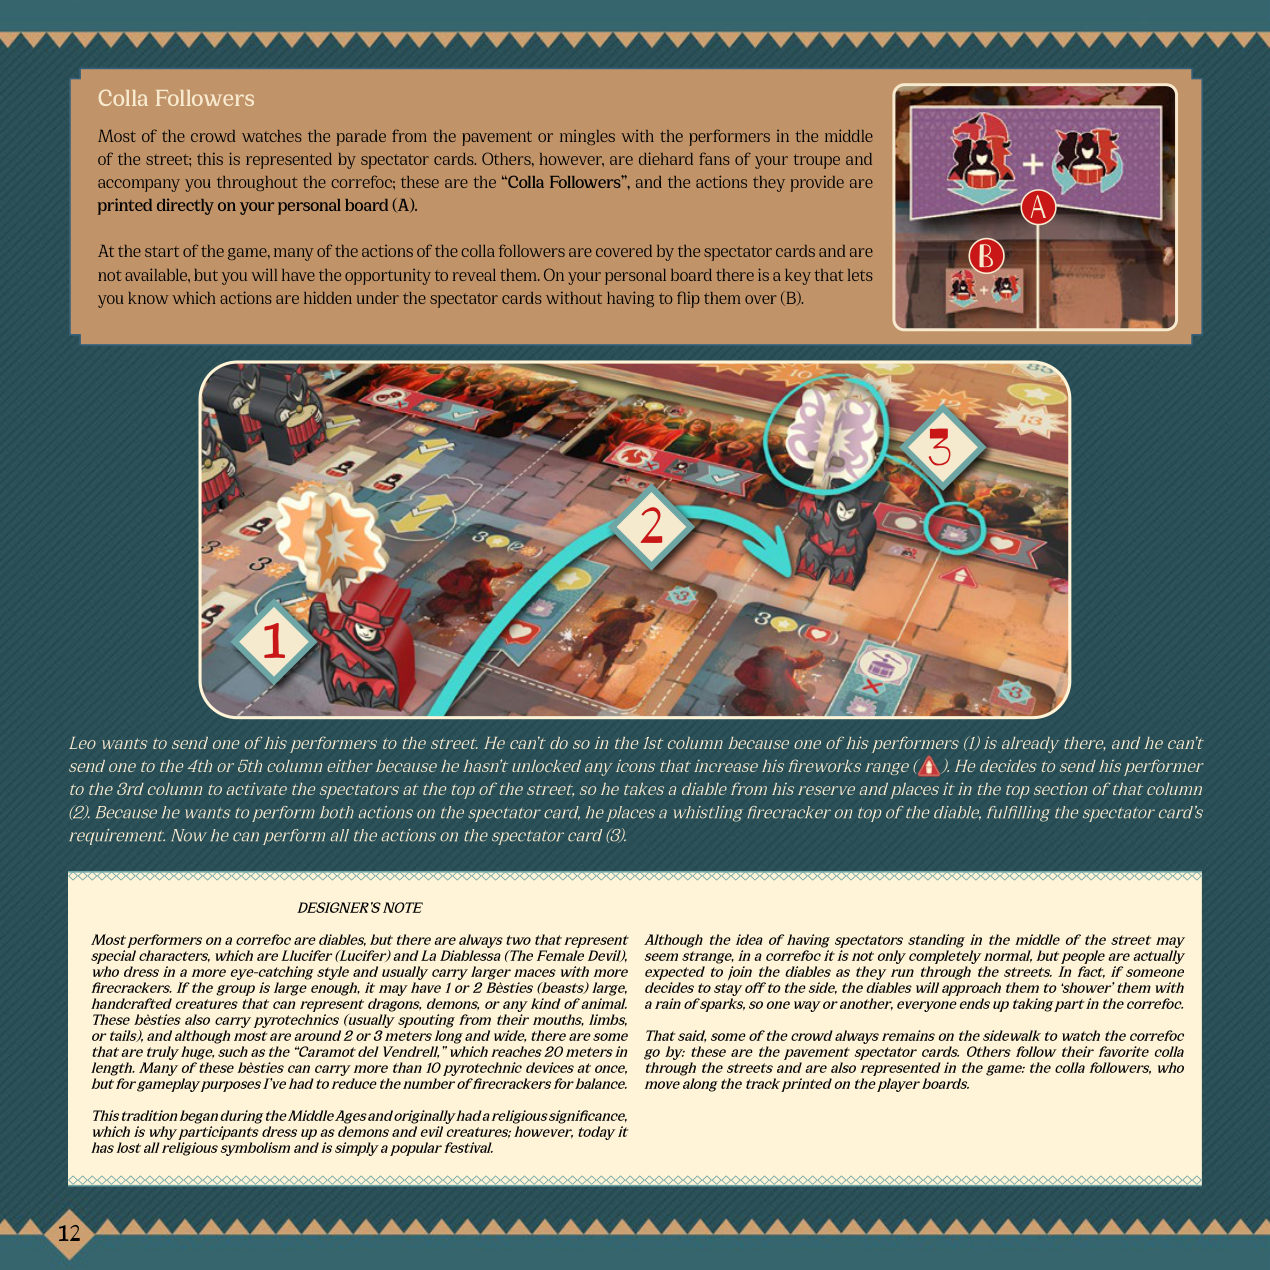 Colla Followers
Most of the crowd watches the parade from the pavement or mingles with the performers in the middle
of the street; this is represented by spectator cards. Others, however, are diehard fans of your troupe and
accompany you throughout the correfoc; these are the “Colla Followers”, and the actions they provide are
printed directly on your personal board (A).
At the start of the game, many of the actions of the colla followers are covered by the spectator cards and are
not available, but you will have the opportunity to reveal them. On your personal board there is a key that lets
you know which actions are hidden under the spectator cards without having to flip them over (B).
+
A
B
+
10
85
12
13
3
3
2
3
3
(2
-3
1
3
-3
Leo wants to send one of his performers to the street. He can't do so in the 1st column because one of his performers (1) is already there, and he can't
send one to the 4th or 5th column either because he hasn't unlocked any icons that increase his fireworks range ( ). He decides to send his performer
to the 3rd column to activate the spectators at the top of the street, so he takes a diable from his reserve and places it in the top section of that column
(2). Because he wants to perform both actions on the spectator card, he places a whistling firecracker on top of the diable, fulfilling the spectator card's
requirement. Now he can perform all the actions on the spectator card (3).
DESIGNER'S NOTE
Most performers on a correfoc are diables, but there are always two that represent
special characters, which are Llucifer (Lucifer) and La Diablessa (The Female Devil),
who dress in a more eye-catching style and usually carry larger maces with more
firecrackers. If the group is large enough, it may have 1 or 2 Bèsties (beasts) large,
handcrafted creatures that can represent dragons, demons, or any kind of animal.
These bèsties also carry pyrotechnics (usually spouting from their mouths, limbs,
or tails), and although most are around 2 or 3 meters long and wide, there are some
that are truly huge, such as the “Caramot del Vendrell,” which reaches 20 meters in
length. Many of these bèsties can carry more than 10 pyrotechnic devices at once,
but for gameplay purposes I've had to reduce the number of firecrackers for balance.
This tradition began during the Middle Ages and originally had a religious significance,
which is why participants dress up as demons and evil creatures; however, today it
has lost all religious symbolism and is simply a popular festival.
Although the idea of having spectators standing in the middle of the street may
seem strange, in a correfoc it is not only completely normal, but people are actually
expected to join the diables as they run through the streets. In fact, if someone
decides to stay off to the side, the diables will approach them to ‘shower’ them with
a rain of sparks, so one way or another, everyone ends up taking part in the correfoc.
That said, some of the crowd always remains on the sidewalk to watch the correfoc
go by: these are the pavement spectator cards. Others follow their favorite colla
through the streets and are also represented in the game: the colla followers, who
move along the track printed on the player boards.
12